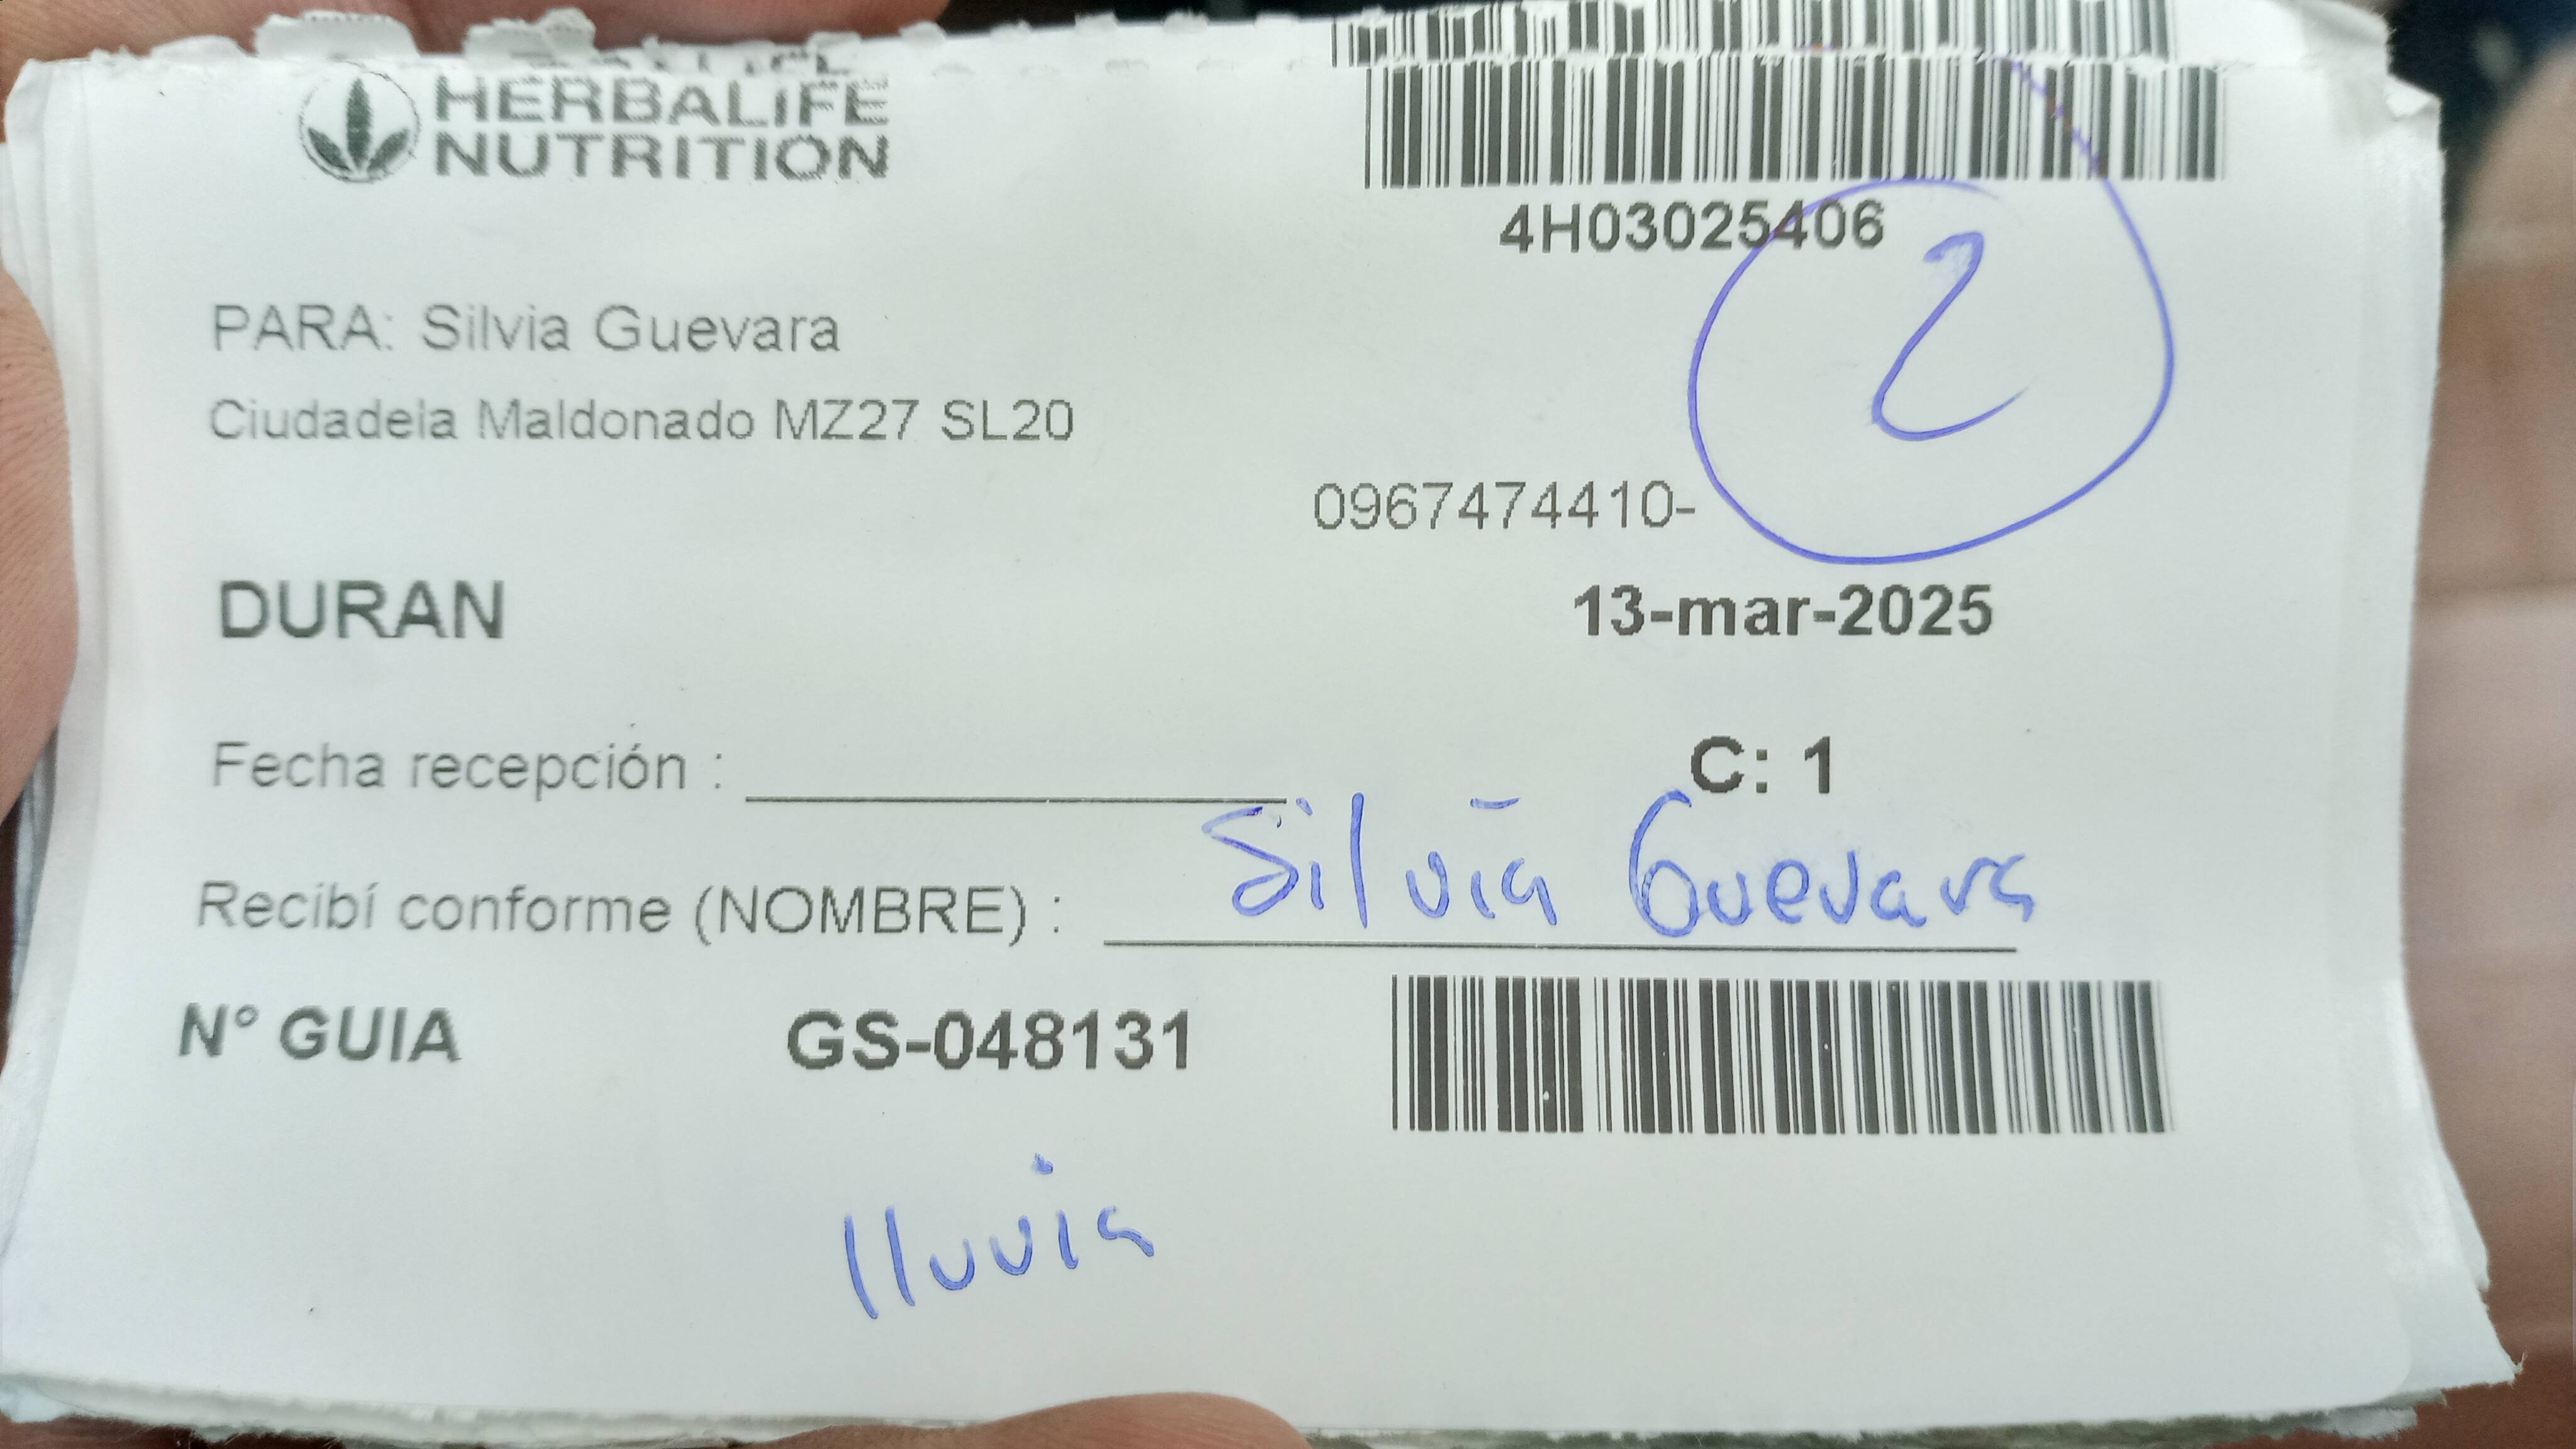 HERBALIFE
NUTRITION
4H03025406
2
PARA: Silvia Guevara
Ciudadela Maldonado MZ27 SL20
0967474410-
DURAN
13-mar-2025
Fecha recepción :
C: 1
Recibí conforme (NOMBRE) : Silvia Guevara
N° GUIA GS-048131
lluvia